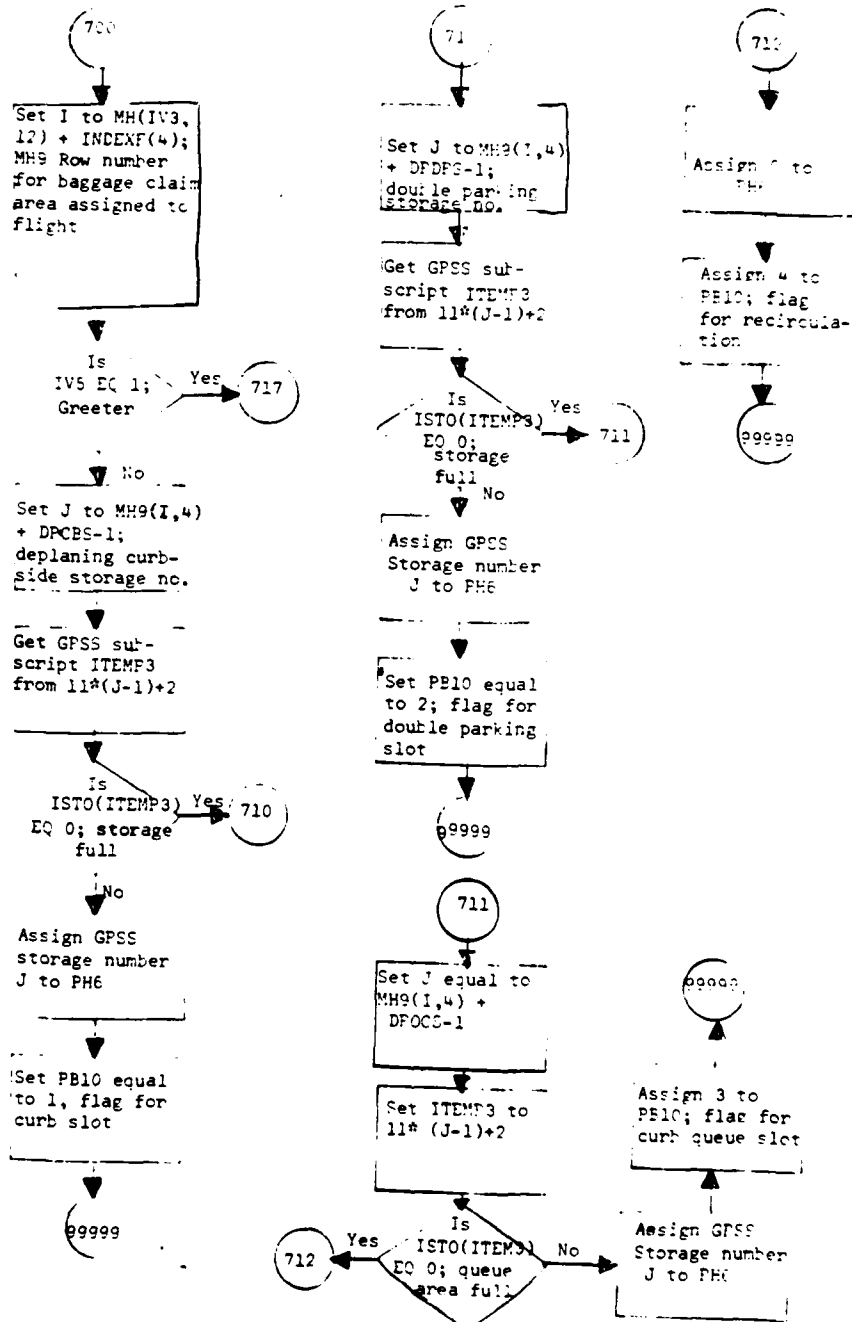 700
Set I to MH(IV3,
12) + INDEXF(4);
MH9 Row number
for baggage claim
area assigned to
flight
Is
IV5 EQ 1;
Greeter
Yes
717
No
Set J to MH9(I,4)
+ DPCBS-1;
deplaning curb-
side storage no.
Get GPSS sub-
script ITEMP3
from 11*(J-1)+2
Is
ISTO(ITEMP3)
EQ 0; storage
full
Yes
710
No
Assign GPSS
storage number
J to PH6
Set PB10 equal
to 1, flag for
curb slot
99999
71
Set J to MH9(I,4)
+ DPDPS-1;
double parking
storage no.
Get GPSS sub-
script ITEMP3
from 11*(J-1)+2
Is
ISTO(ITEMP3)
EQ 0;
storage
full
Yes
711
No
Assign GPSS
Storage number
J to PH6
Set PB10 equal
to 2; flag for
double parking
slot
99999
711
Set J equal to
MH9(I,4) +
DPOCS-1
Set ITEMP3 to
11* (J-1)+2
Is
ISTO(ITEM3)
EQ 0; queue
area full
Yes
712
No
Assign GPSS
Storage number
J to PH6
Assign 3 to
PB10; flag for
curb queue slot
99999
712
Assign to
PH6
Assign 4 to
PB10; flag
for recircula-
tion
99999